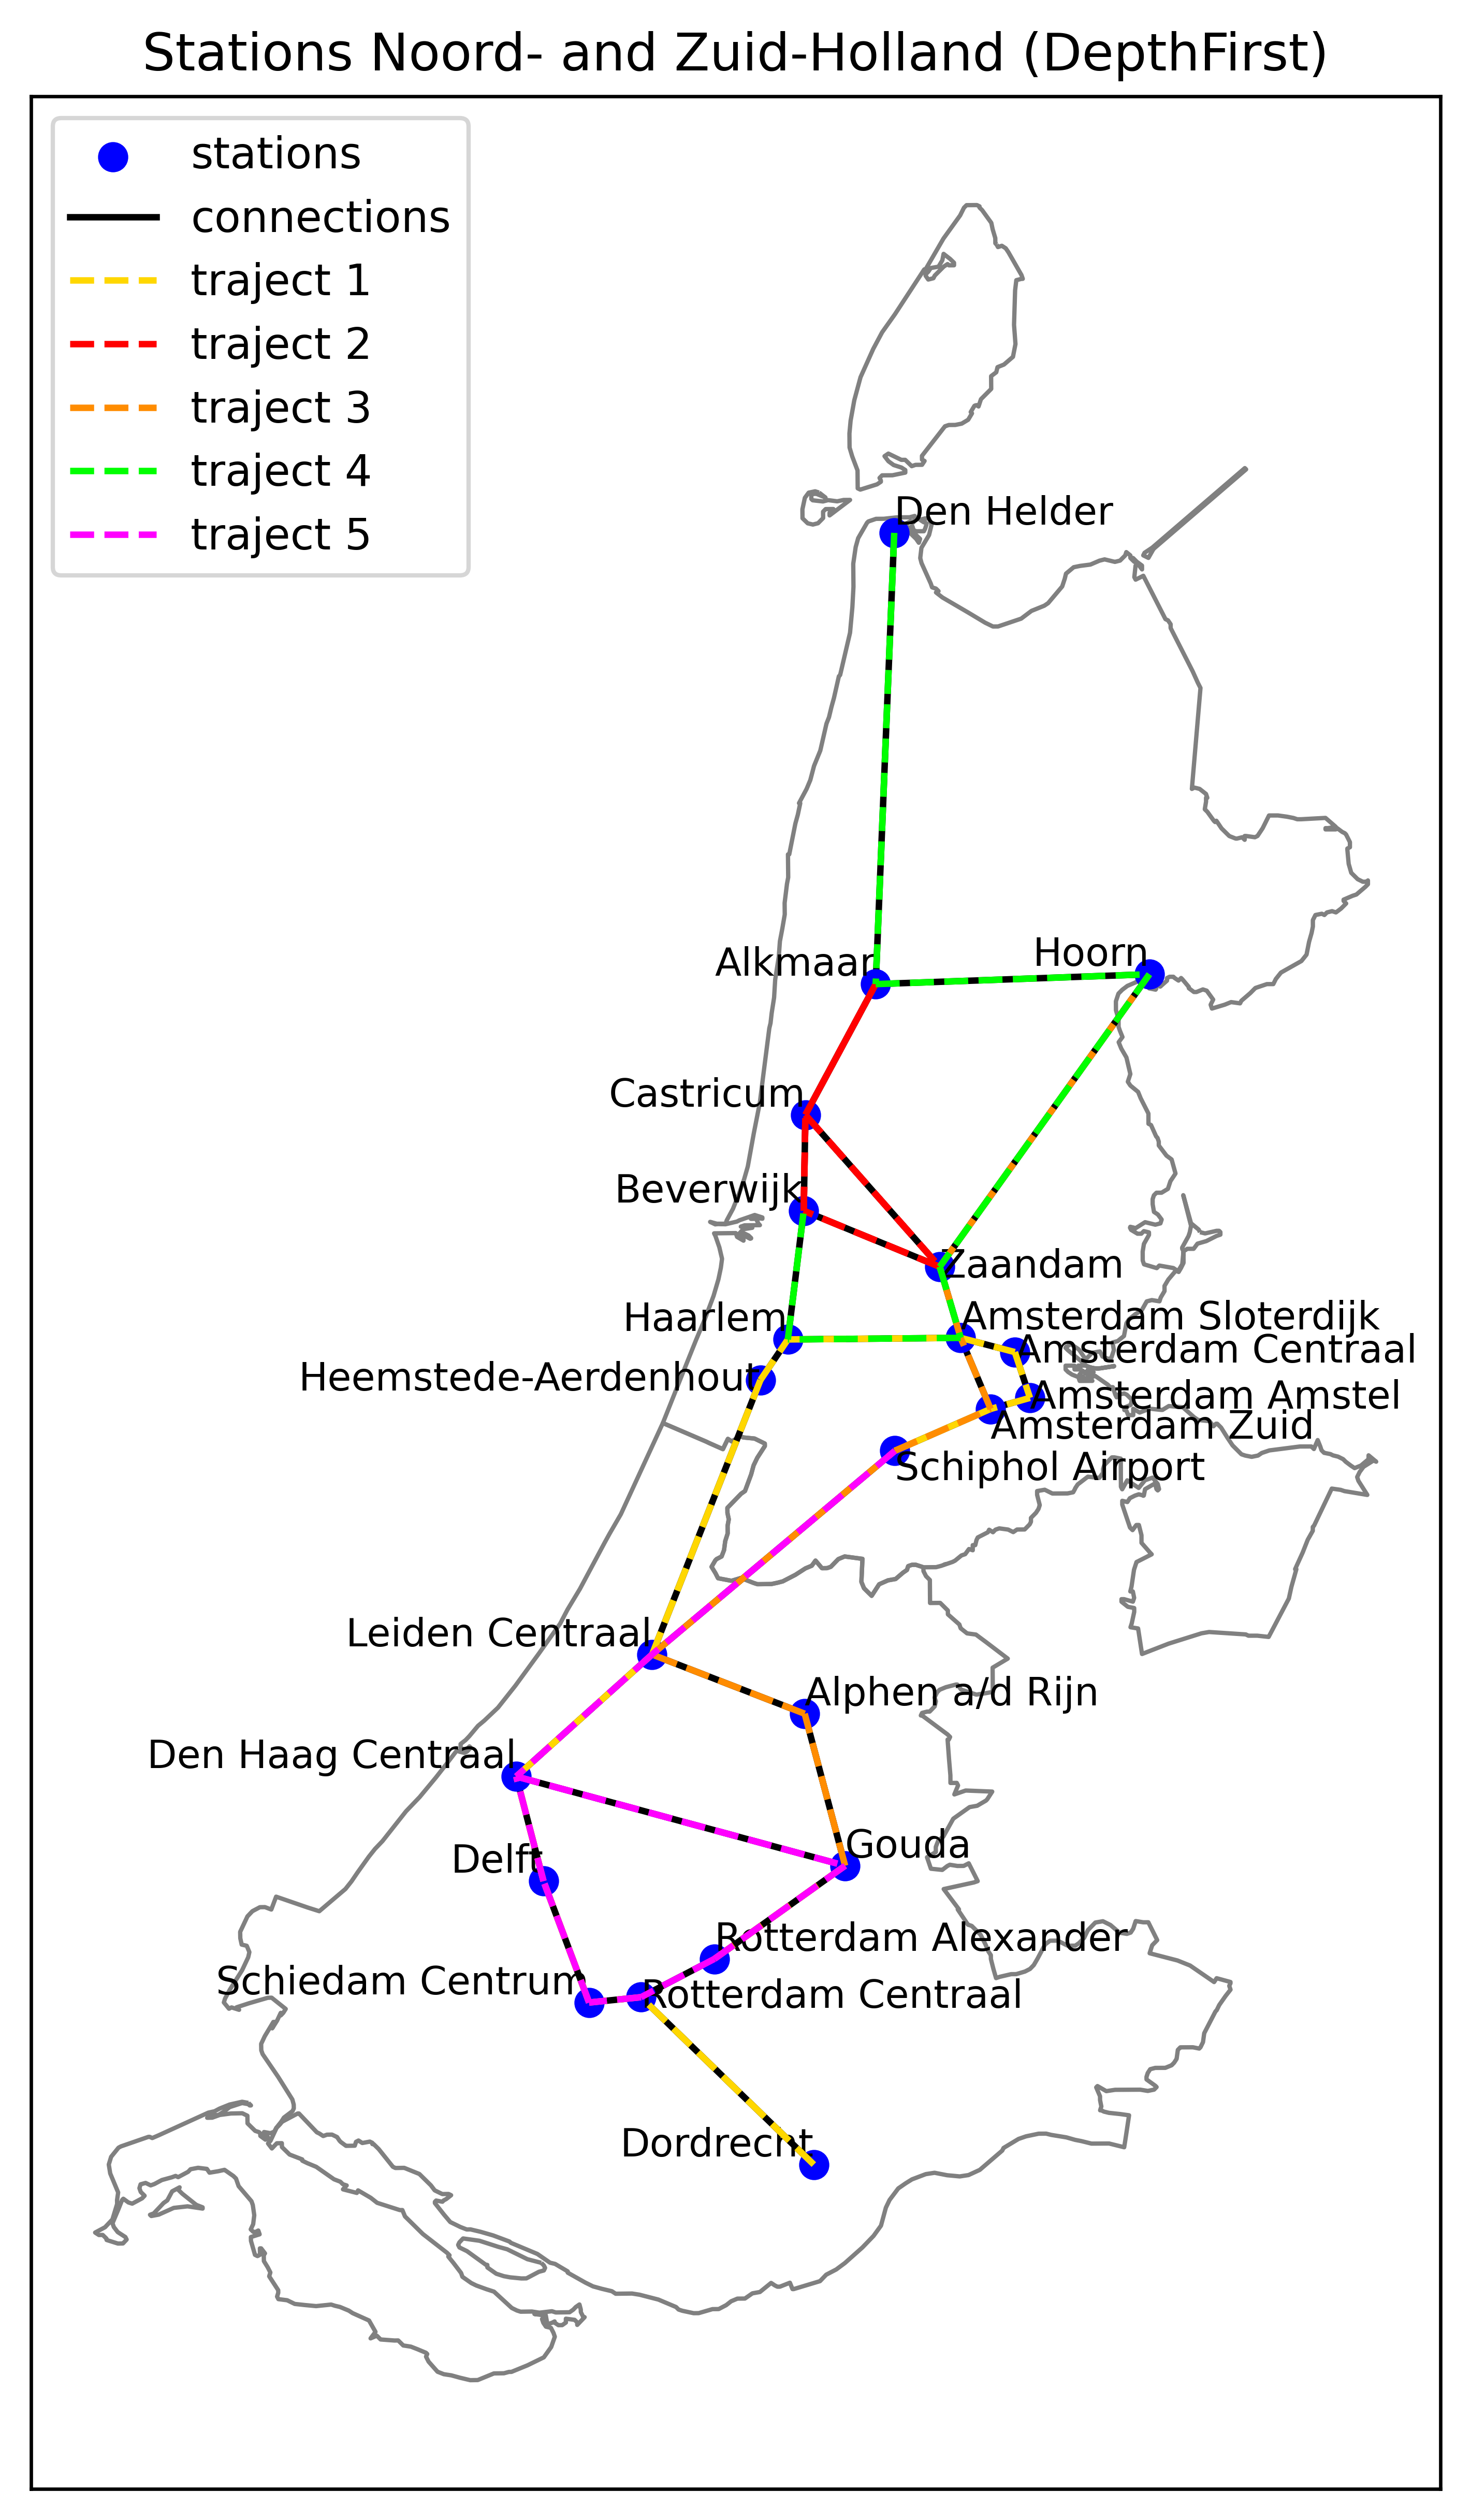 Stations Noord- and Zuid-Holland (DepthFirst)
stations
connections
traject 1
traject 2
traject 3
traject 4
traject 5
Den Helder
Hoorn
Alkmaar
Castricum
Beverwijk
Zaandam
Amsterdam Sloterdijk
Haarlem
Amsterdam Centraal
Heemstede-Aerdenhout
Amsterdam Amstel
Amsterdam Zuid
Schiphol Airport
Leiden Centraal
Alphen a/d Rijn
Den Haag Centraal
Gouda
Delft
Rotterdam Alexander
Schiedam Centrum
Rotterdam Centraal
Dordrecht